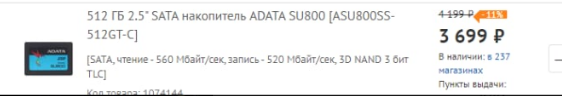 512 ГБ 2.5" SATA накопитель ADATA SU800 [ASU800SS-
512GT-C]
[SATA, чтение - 560 Мбайт/сек, запись - 520 Мбайт/сек, 3D NAND 3 бит
TLC]
Код товара: 1074144
ADATA
4 199 ₽ -11%
3 699 ₽
В наличии: в 237
магазинах
Пункты выдачи: